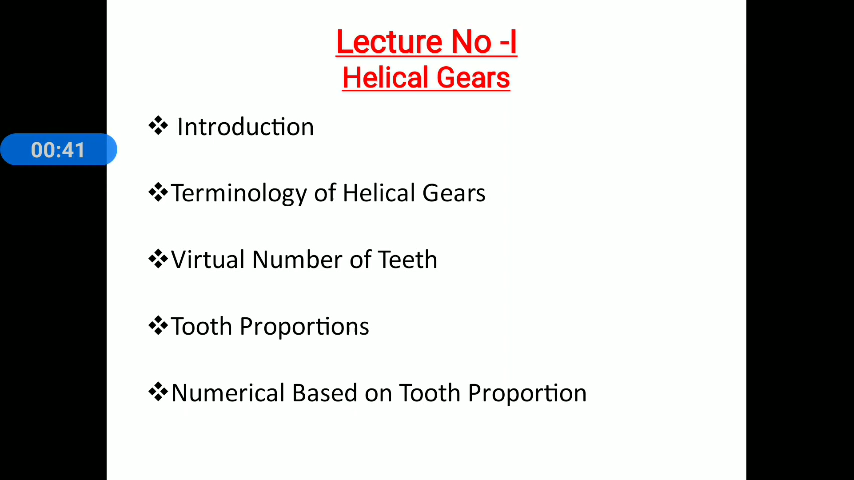 Lecture No -I
Helical Gears
❖ Introduction
00:41
❖Terminology of Helical Gears
❖Virtual Number of Teeth
❖Tooth Proportions
❖Numerical Based on Tooth Proportion